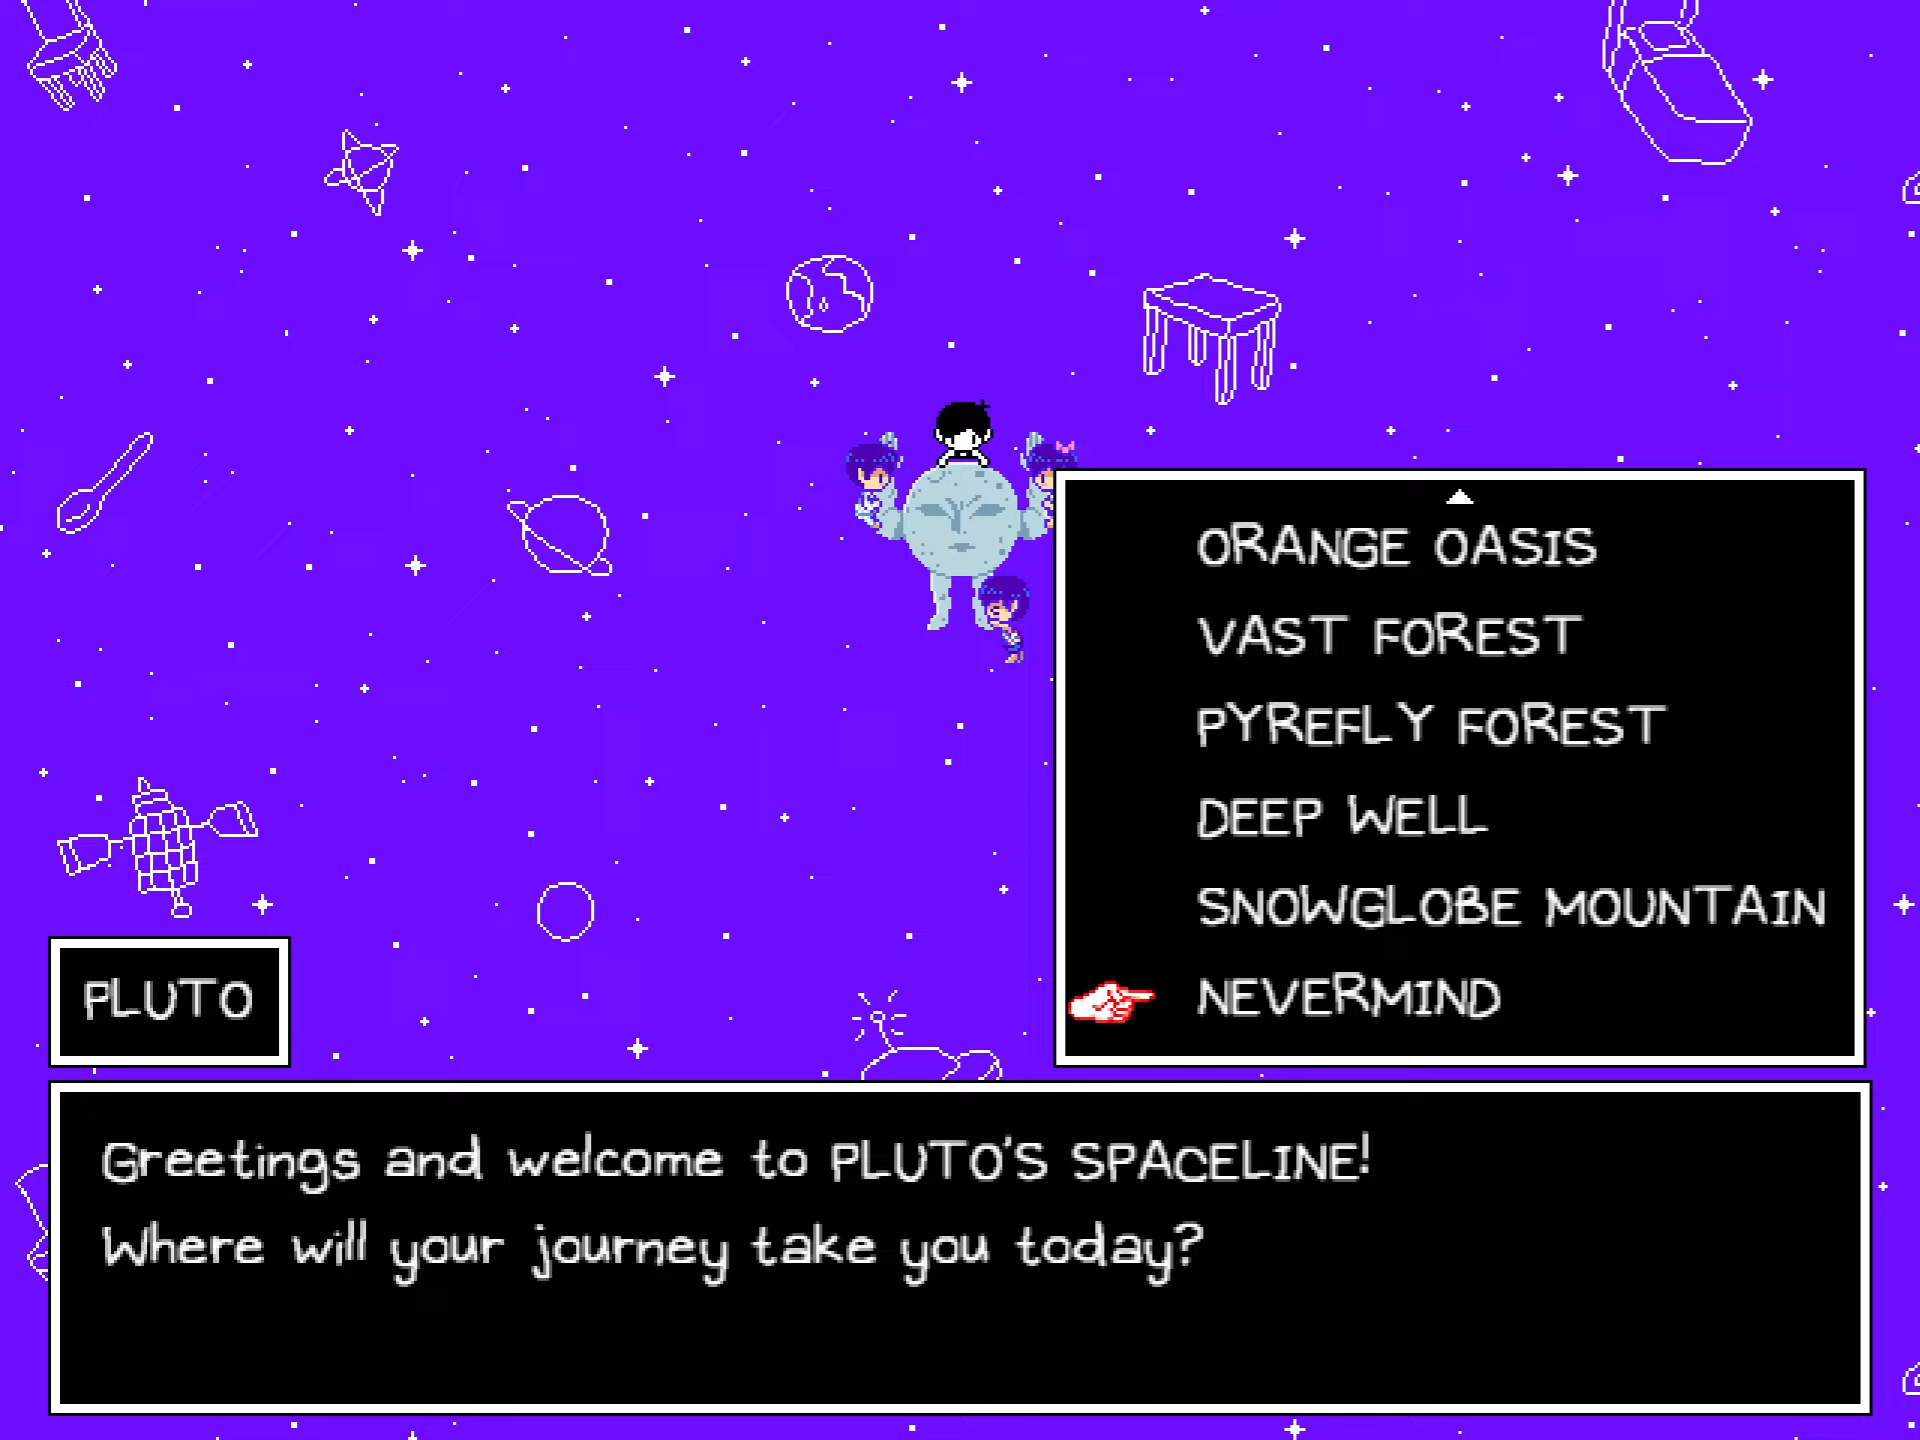 ORANGE OASIS
VAST FOREST
PYREFLY FOREST
DEEP WELL
SNOWGLOBE MOUNTAIN
NEVERMIND
PLUTO
Greetings and welcome to PLUTO'S SPACELINE!
Where will your journey take you today?